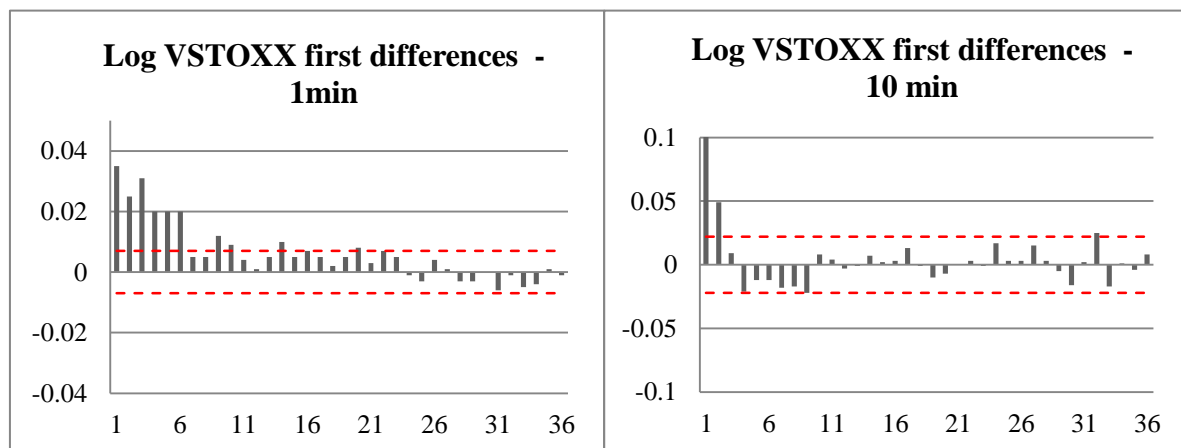 Log VSTOXX first differences -
1min
0.04
0.02
0
-0.02
-0.04
1 6 11 16 21 26 31 36
Log VSTOXX first differences -
10 min
0.1
0.05
0
-0.05
-0.1
1 6 11 16 21 26 31 36